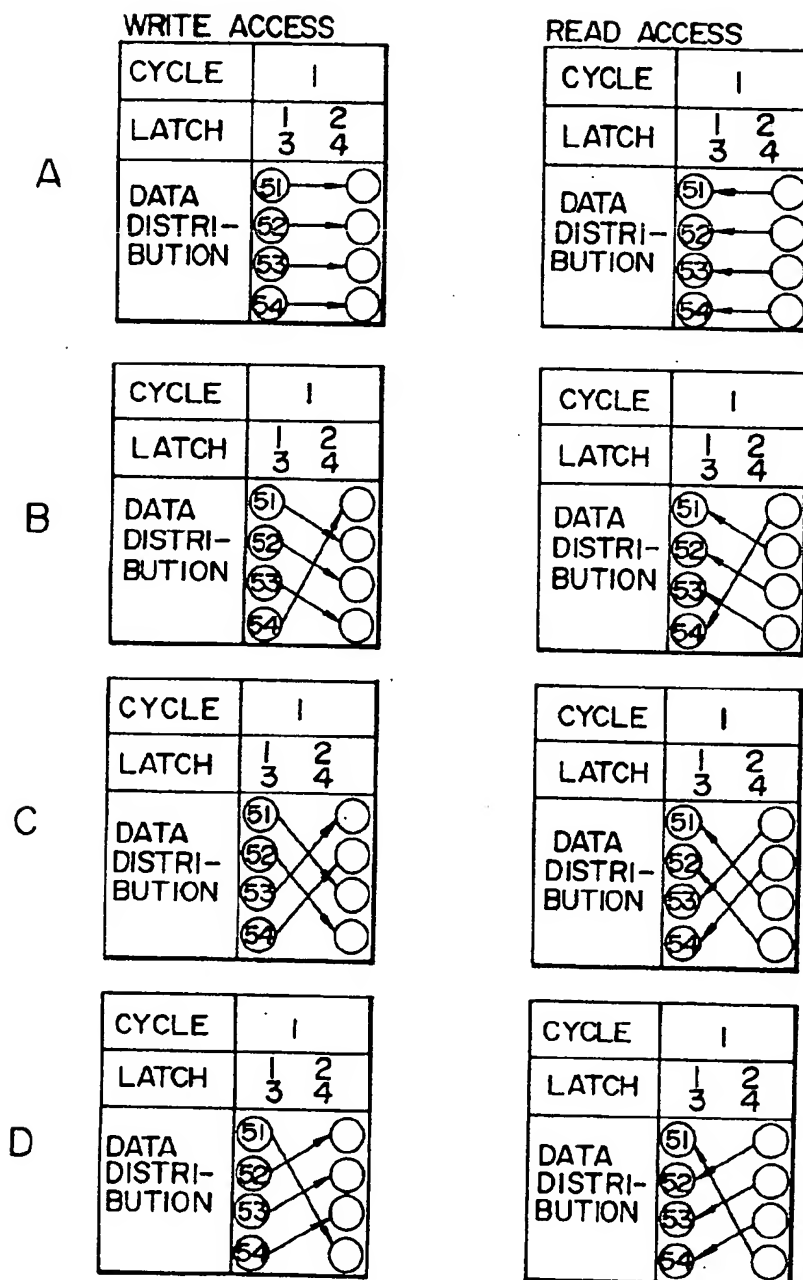 WRITE ACCESS
CYCLE 1
LATCH 1 2
3 4
A
DATA
DISTRI-
BUTION
51
52
53
54
READ ACCESS
CYCLE 1
LATCH 1 2
3 4
DATA
DISTRI-
BUTION
51
52
53
54
CYCLE 1
LATCH 1 2
3 4
B
DATA
DISTRI-
BUTION
51
52
53
54
CYCLE 1
LATCH 1 2
3 4
DATA
DISTRI-
BUTION
51
52
53
54
CYCLE 1
LATCH 1 2
3 4
C
DATA
DISTRI-
BUTION
51
52
53
54
CYCLE 1
LATCH 1 2
3 4
DATA
DISTRI-
BUTION
51
52
53
54
CYCLE 1
LATCH 1 2
3 4
D
DATA
DISTRI-
BUTION
51
52
53
54
CYCLE 1
LATCH 1 2
3 4
DATA
DISTRI-
BUTION
51
52
53
54